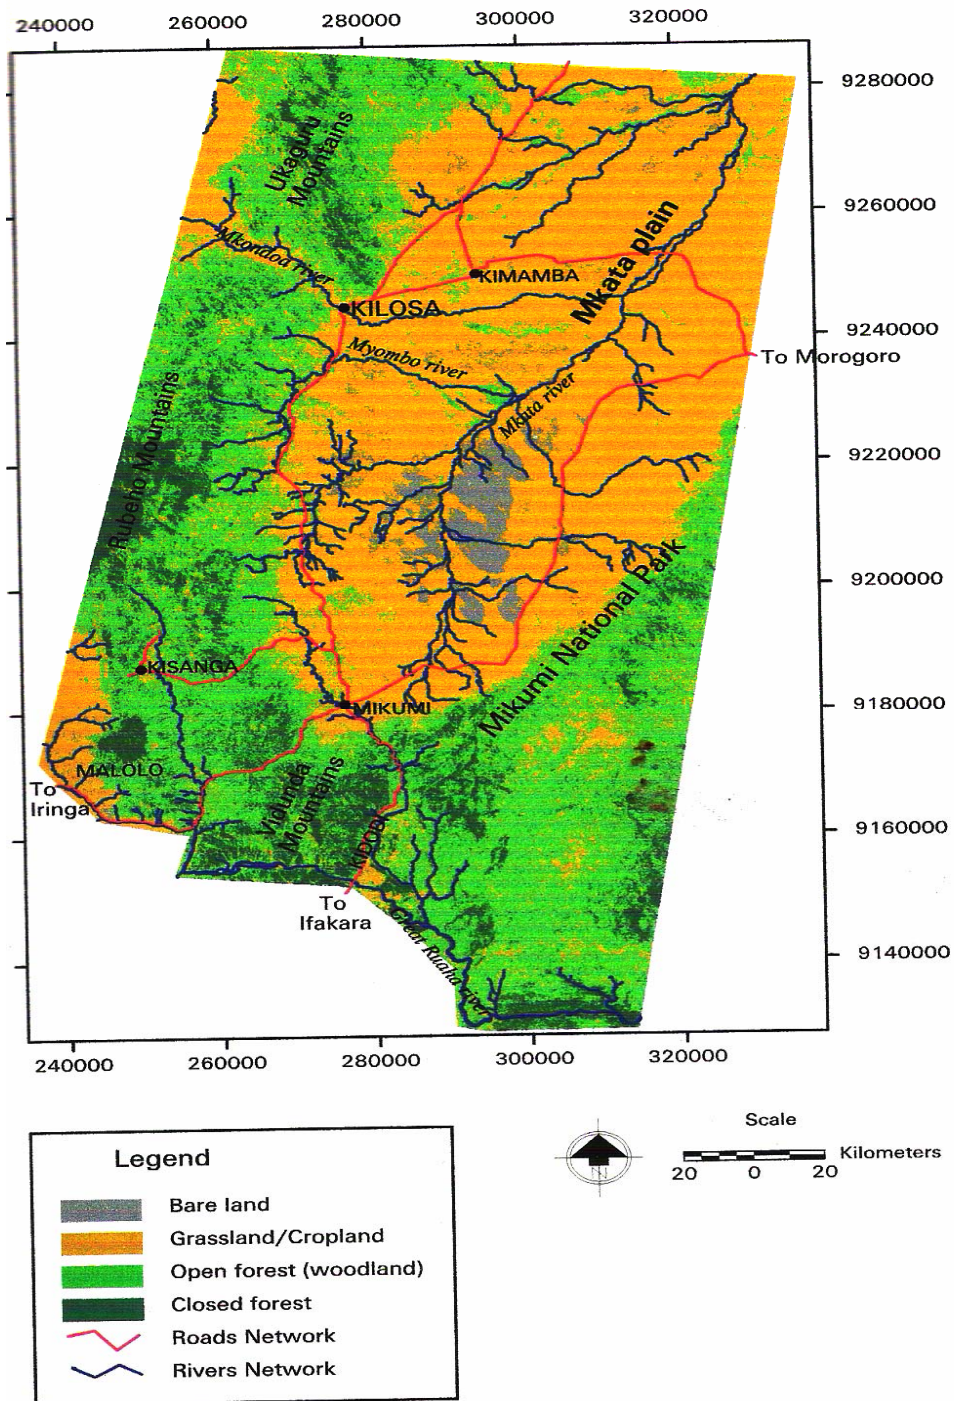 240000 260000 280000 300000 320000
9280000
Ukaguru
Mountains
9260000
Mkondoa river
Mkata plain
KIMAMBA
KILOSA
9240000
Myombo river
To Morogoro
Mkata river
Rubeho Mountains
9220000
9200000
Mikumi National Park
KISANGA
MIKUMI
9180000
MALOLO
To
Iringa
Vidunda
Mountains
KIDODI
9160000
To
Ifakara
Great Ruaha river
9140000
240000 260000 280000 300000 320000
Legend
Bare land
Grassland/Cropland
Open forest (woodland)
Closed forest
Roads Network
Rivers Network
N
Scale
Kilometers
20 0 20